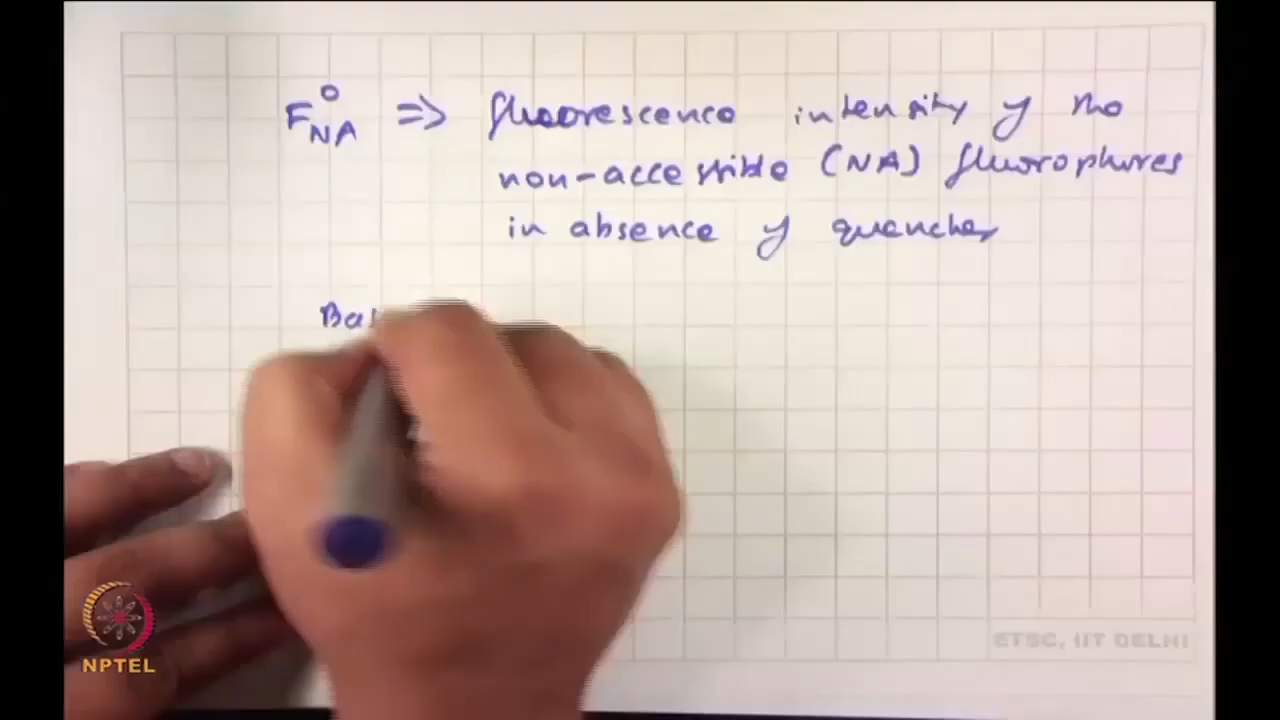 F°NA ⇒ fluorescence intensity of the
non-accessible (NA) fluorophores
in absence of quencher
ETSC, IIT DELHI
NPTEL